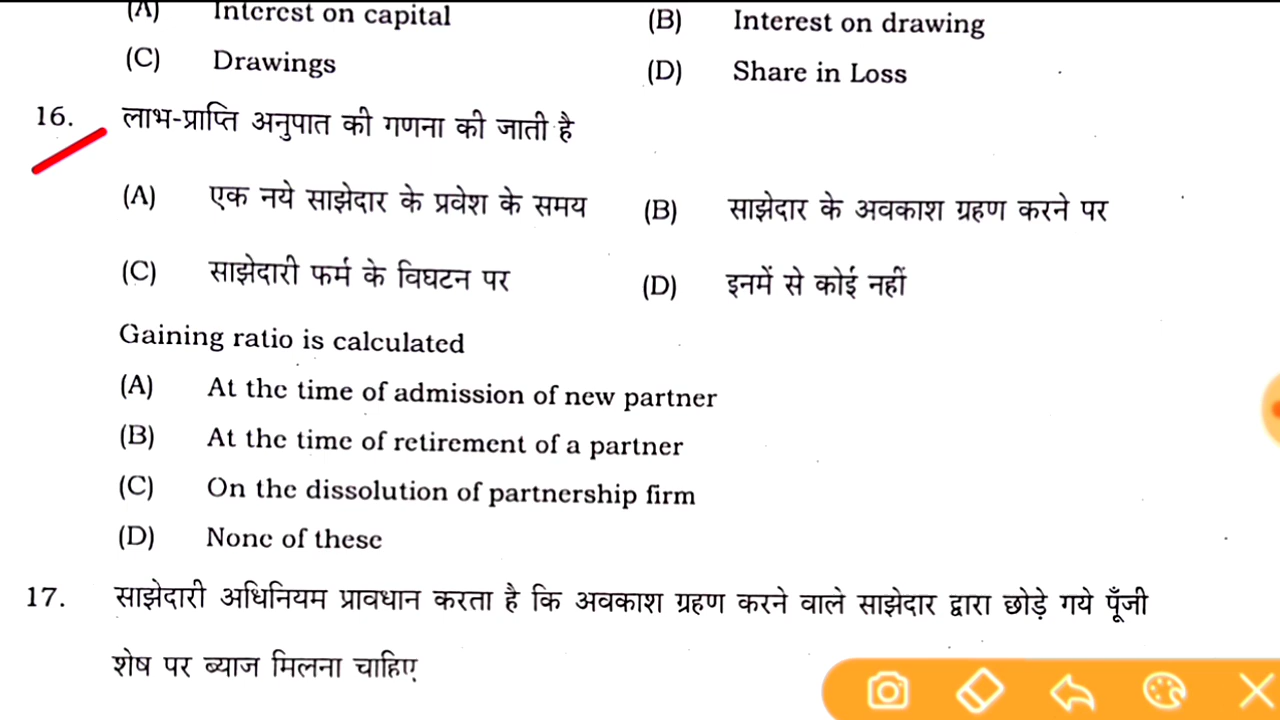 (A) Interest on capital (B) Interest on drawing
(C) Drawings (D) Share in Loss
16. लाभ-प्राप्ति अनुपात की गणना की जाती है
(A) एक नये साझेदार के प्रवेश के समय (B) साझेदार के अवकाश ग्रहण करने पर
(C) साझेदारी फर्म के विघटन पर (D) इनमें से कोई नहीं
Gaining ratio is calculated
(A) At the time of admission of new partner
(B) At the time of retirement of a partner
(C) On the dissolution of partnership firm
(D) None of these
17. साझेदारी अधिनियम प्रावधान करता है कि अवकाश ग्रहण करने वाले साझेदार द्वारा छोड़े गये पूँजी
शेष पर ब्याज मिलना चाहिए